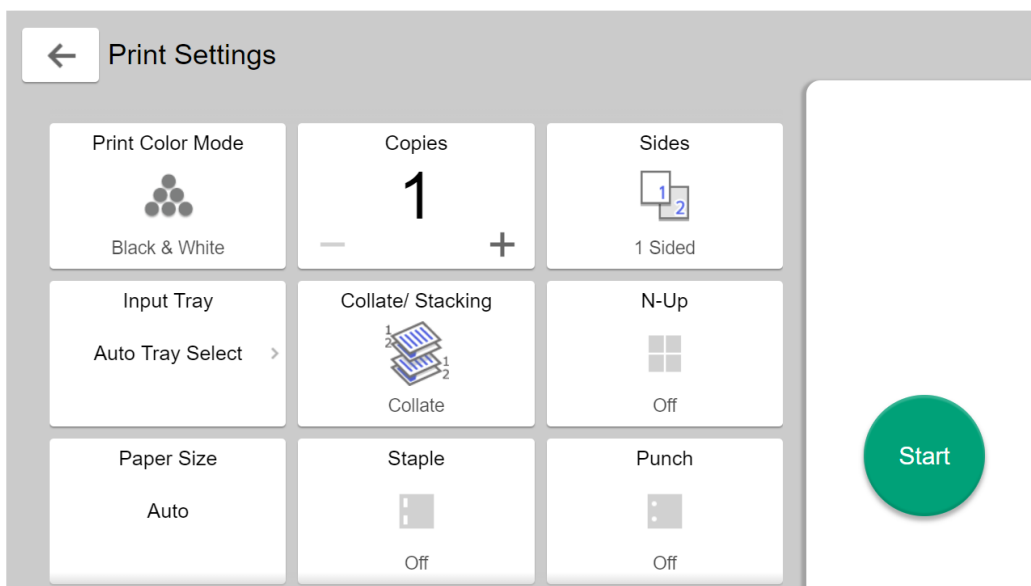 Print Settings
Print Color Mode
Black & White
Copies
1
Sides
1
2
1 Sided
Input Tray
Auto Tray Select
Collate/ Stacking
1
2
1
2
Collate
N-Up
Off
Paper Size
Auto
Staple
Off
Punch
Off
Start